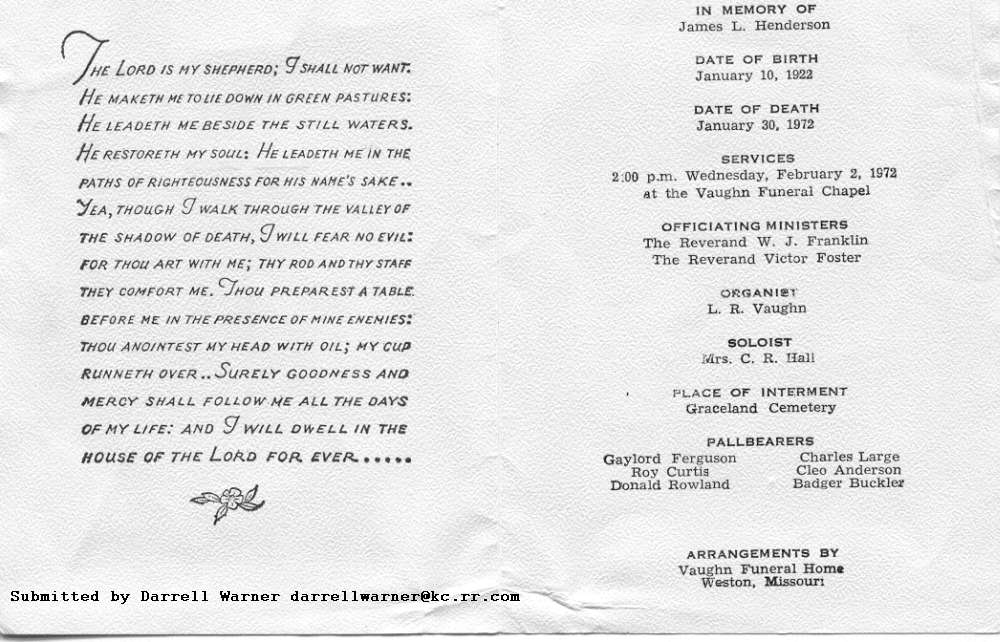 The Lord is my shepherd; I shall not want.
He maketh me to lie down in green pastures:
He leadeth me beside the still waters.
He restoreth my soul: He leadeth me in the
paths of righteousness for his name's sake..
Yea, though I walk through the valley of
the shadow of death, I will fear no evil:
for thou art with me; thy rod and thy staff
they comfort me. Thou preparest a table
before me in the presence of mine enemies:
thou anointest my head with oil; my cup
runneth over.. Surely goodness and
mercy shall follow me all the days
of my life: and I will dwell in the
house of the Lord for ever.....
IN MEMORY OF
James L. Henderson
DATE OF BIRTH
January 10, 1922
DATE OF DEATH
January 30, 1972
SERVICES
2:00 p.m. Wednesday, February 2, 1972
at the Vaughn Funeral Chapel
OFFICIATING MINISTERS
The Reverand W. J. Franklin
The Reverand Victor Foster
ORGANIST
L. R. Vaughn
SOLOIST
Mrs. C. R. Hall
PLACE OF INTERMENT
Graceland Cemetery
PALLBEARERS
Gaylord Ferguson Charles Large
Roy Curtis Cleo Anderson
Donald Rowland Badger Buckler
ARRANGEMENTS BY
Vaughn Funeral Home
Weston, Missouri
Submitted by Darrell Warner darrellwarner@kc.rr.com